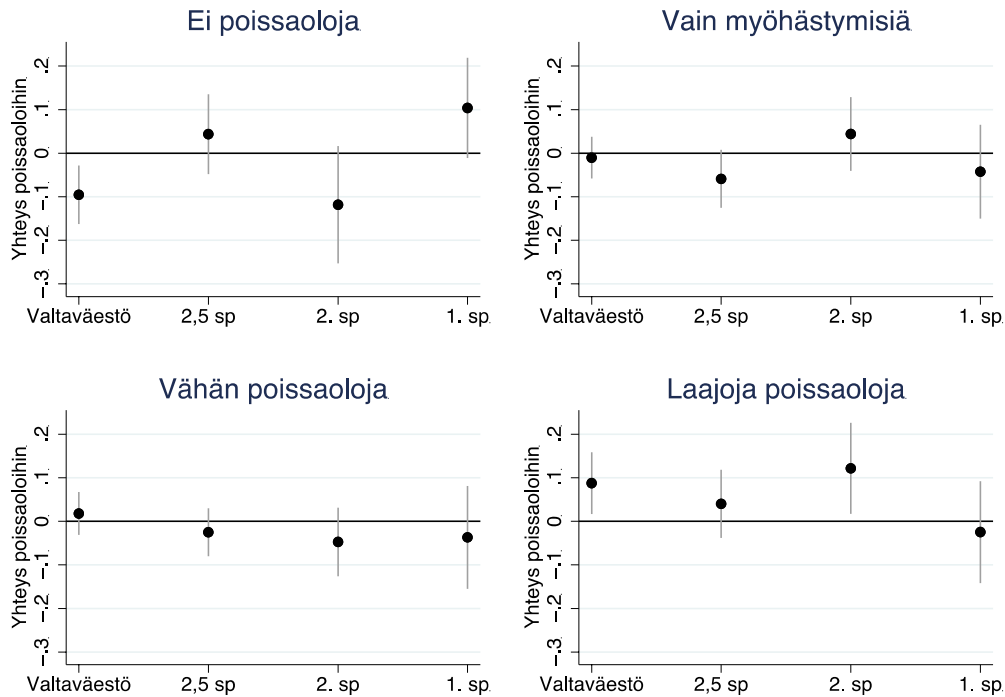 Ei poissaoloja
Yhteys poissaoloihin
.2
.1
0
-.1
-.2
-.3
Valtaväestö 2,5 sp 2. sp 1. sp
Vain myöhästymisiä
Yhteys poissaoloihin
.2
.1
0
-.1
-.2
-.3
Valtaväestö 2,5 sp 2. sp 1. sp
Vähän poissaoloja
Yhteys poissaoloihin
.2
.1
0
-.1
-.2
-.3
Valtaväestö 2,5 sp 2. sp 1. sp
Laajoja poissaoloja
Yhteys poissaoloihin
.2
.1
0
-.1
-.2
-.3
Valtaväestö 2,5 sp 2. sp 1. sp